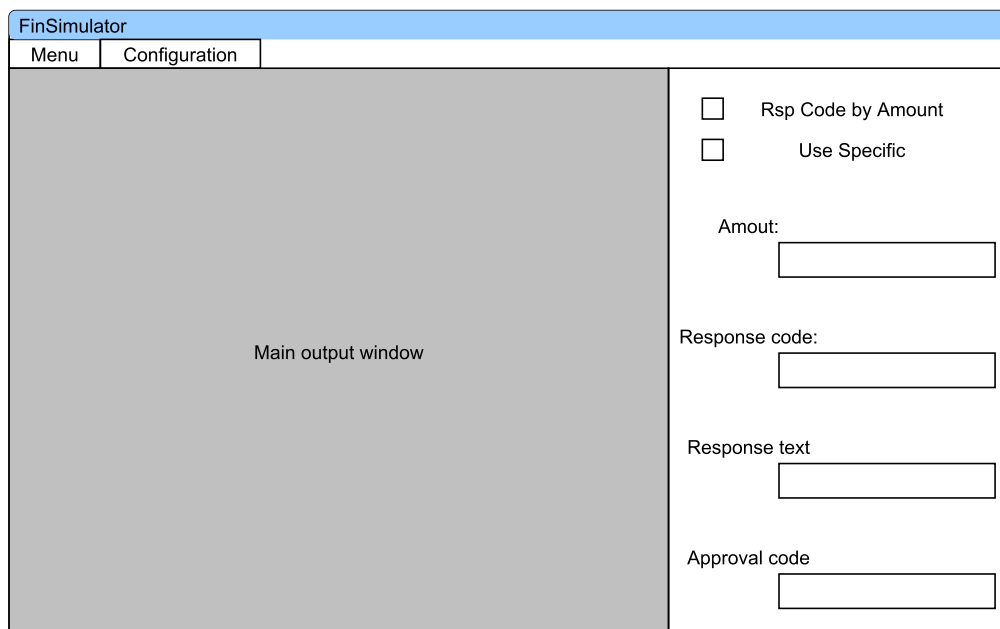 FinSimulator
Menu
Configuration
Rsp Code by Amount
Use Specific
Amout:
Response code:
Main output window
Response text
Approval code